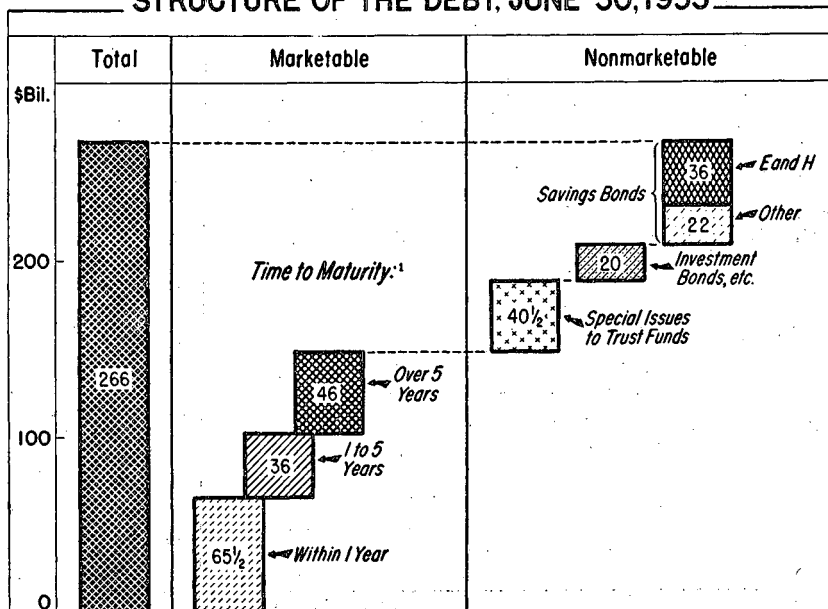 STRUCTURE OF THE DEBT, JUNE 30, 1953
Total
Marketable
Nonmarketable
$Bil.
36
E and H
Savings Bonds
22
Other
200
Time to Maturity:¹
20
Investment
Bonds, etc.
40½
Special Issues
to Trust Funds
266
46
Over 5
Years
100
36
1 to 5
Years
65½
Within 1 Year
0